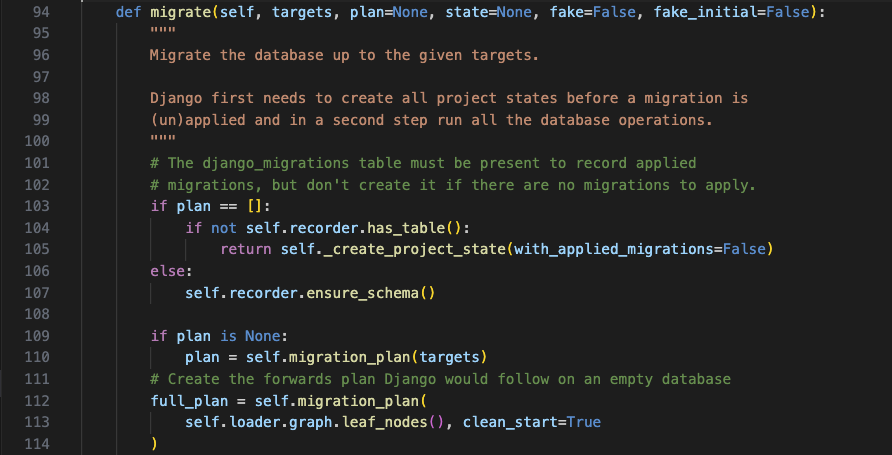 94 def migrate(self, targets, plan=None, state=None, fake=False, fake_initial=False):
95 """
96 Migrate the database up to the given targets.
97
98 Django first needs to create all project states before a migration is
99 (un)applied and in a second step run all the database operations.
100 """
101 # The django_migrations table must be present to record applied
102 # migrations, but don't create it if there are no migrations to apply.
103 if plan == []:
104 if not self.recorder.has_table():
105 return self._create_project_state(with_applied_migrations=False)
106 else:
107 self.recorder.ensure_schema()
108
109 if plan is None:
110 plan = self.migration_plan(targets)
111 # Create the forwards plan Django would follow on an empty database
112 full_plan = self.migration_plan(
113 self.loader.graph.leaf_nodes(), clean_start=True
114 )